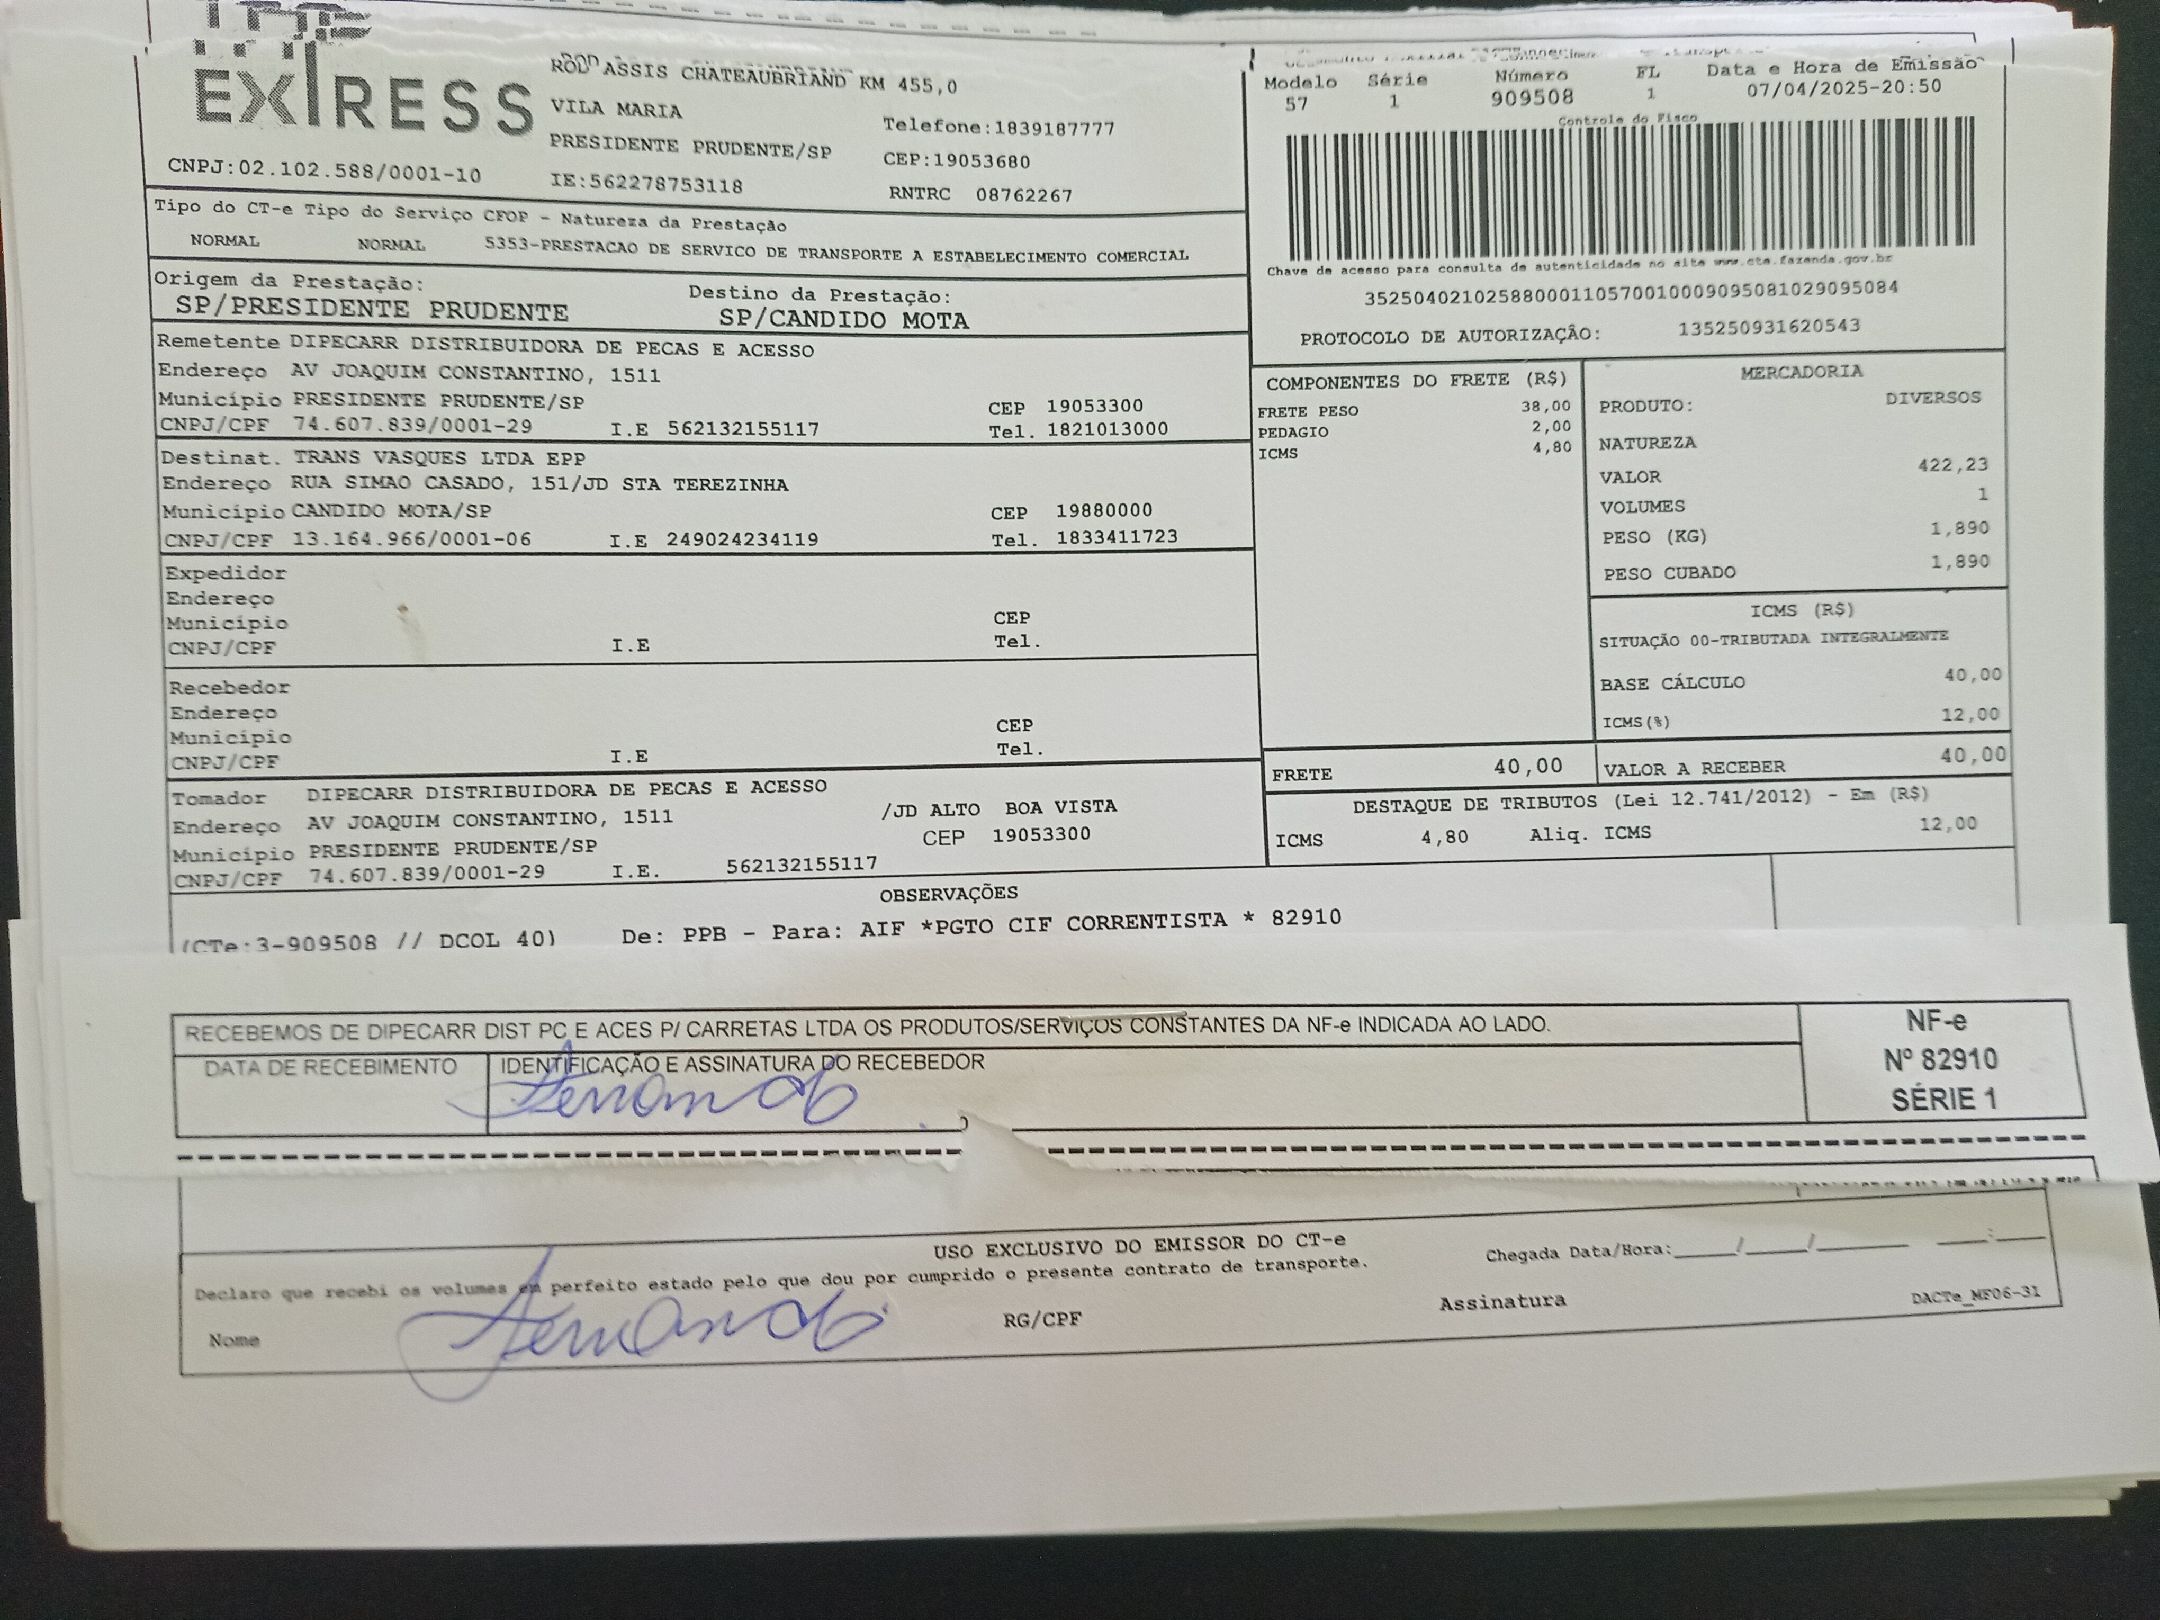 EXPRESS
ROD ASSIS CHATEAUBRIAND KM 455,0
VILA MARIA
Telefone:1839187777
PRESIDENTE PRUDENTE/SP
CEP:19053680
CNPJ:02.102.588/0001-10
IE:562278753118
RNTRC 08762267
Modelo Série Número FL Data e Hora de Emissão
57 1 909508 1 07/04/2025-20:50
Controle do Fisco
Chave de acesso para consulta de autenticidade no site www.cte.fazenda.gov.br
35250402102588000110570010009095081029095084
PROTOCOLO DE AUTORIZAÇÂO: 135250931620543
Tipo do CT-e Tipo do Serviço CFOP - Natureza da Prestação
NORMAL NORMAL 5353-PRESTACAO DE SERVICO DE TRANSPORTE A ESTABELECIMENTO COMERCIAL
Origem da Prestação: Destino da Prestação:
SP/PRESIDENTE PRUDENTE SP/CANDIDO MOTA
Remetente DIPECARR DISTRIBUIDORA DE PECAS E ACESSO
Endereço AV JOAQUIM CONSTANTINO, 1511
Município PRESIDENTE PRUDENTE/SP CEP 19053300
CNPJ/CPF 74.607.839/0001-29 I.E 562132155117 Tel. 1821013000
Destinat. TRANS VASQUES LTDA EPP
Endereço RUA SIMAO CASADO, 151/JD STA TEREZINHA
Município CANDIDO MOTA/SP CEP 19880000
CNPJ/CPF 13.164.966/0001-06 I.E 249024234119 Tel. 1833411723
Expedidor
Endereço
Município CEP
CNPJ/CPF I.E Tel.
Recebedor
Endereço
Município CEP
CNPJ/CPF I.E Tel.
Tomador DIPECARR DISTRIBUIDORA DE PECAS E ACESSO
Endereço AV JOAQUIM CONSTANTINO, 1511 /JD ALTO BOA VISTA
Município PRESIDENTE PRUDENTE/SP CEP 19053300
CNPJ/CPF 74.607.839/0001-29 I.E. 562132155117
COMPONENTES DO FRETE (R$)
FRETE PESO 38,00
PEDAGIO 2,00
ICMS 4,80
MERCADORIA
PRODUTO: DIVERSOS
NATUREZA
VALOR 422,23
VOLUMES 1
PESO (KG) 1,890
PESO CUBADO 1,890
ICMS (R$)
SITUAÇÃO 00-TRIBUTADA INTEGRALMENTE
BASE CÁLCULO 40,00
ICMS(%) 12,00
FRETE 40,00 VALOR A RECEBER 40,00
DESTAQUE DE TRIBUTOS (Lei 12.741/2012) - Em (R$)
ICMS 4,80 Aliq. ICMS 12,00
OBSERVAÇÕES
(CTe:3-909508 // DCOL 40) De: PPB - Para: AIF *PGTO CIF CORRENTISTA * 82910
RECEBEMOS DE DIPECARR DIST PC E ACES P/ CARRETAS LTDA OS PRODUTOS/SERVIÇOS CONSTANTES DA NF-e INDICADA AO LADO.
DATA DE RECEBIMENTO IDENTIFICAÇÃO E ASSINATURA DO RECEBEDOR
Fernando
NF-e
Nº 82910
SÉRIE 1
USO EXCLUSIVO DO EMISSOR DO CT-e
Chegada Data/Hora:____/____/______ ____:____
Declaro que recebi os volumes em perfeito estado pelo que dou por cumprido o presente contrato de transporte.
Nome Fernando RG/CPF Assinatura DACTe_MF06-31